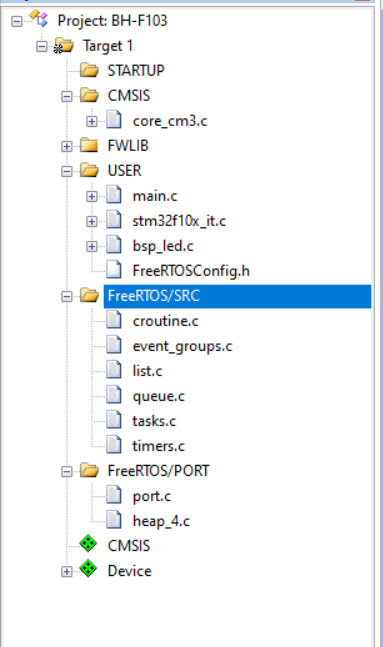 Project: BH-F103
Target 1
STARTUP
CMSIS
core_cm3.c
FWLIB
USER
main.c
stm32f10x_it.c
bsp_led.c
FreeRTOSConfig.h
FreeRTOS/SRC
croutine.c
event_groups.c
list.c
queue.c
tasks.c
timers.c
FreeRTOS/PORT
port.c
heap_4.c
CMSIS
Device